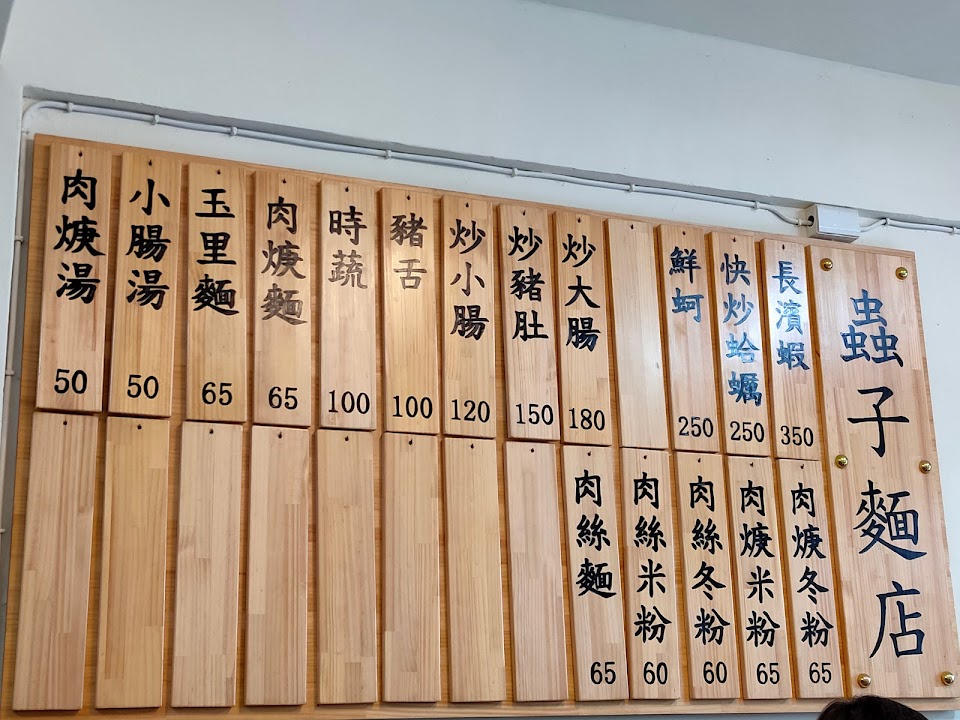 蟲子麵店
長濱蝦 350
快炒蛤蠣 250
鮮蚵 250
炒大腸 180
炒豬肚 150
炒小腸 120
豬舌 100
時蔬 100
肉焿麵 65
玉里麵 65
小腸湯 50
肉焿湯 50
肉焿冬粉 65
肉焿米粉 65
肉絲冬粉 60
肉絲米粉 60
肉絲麵 65